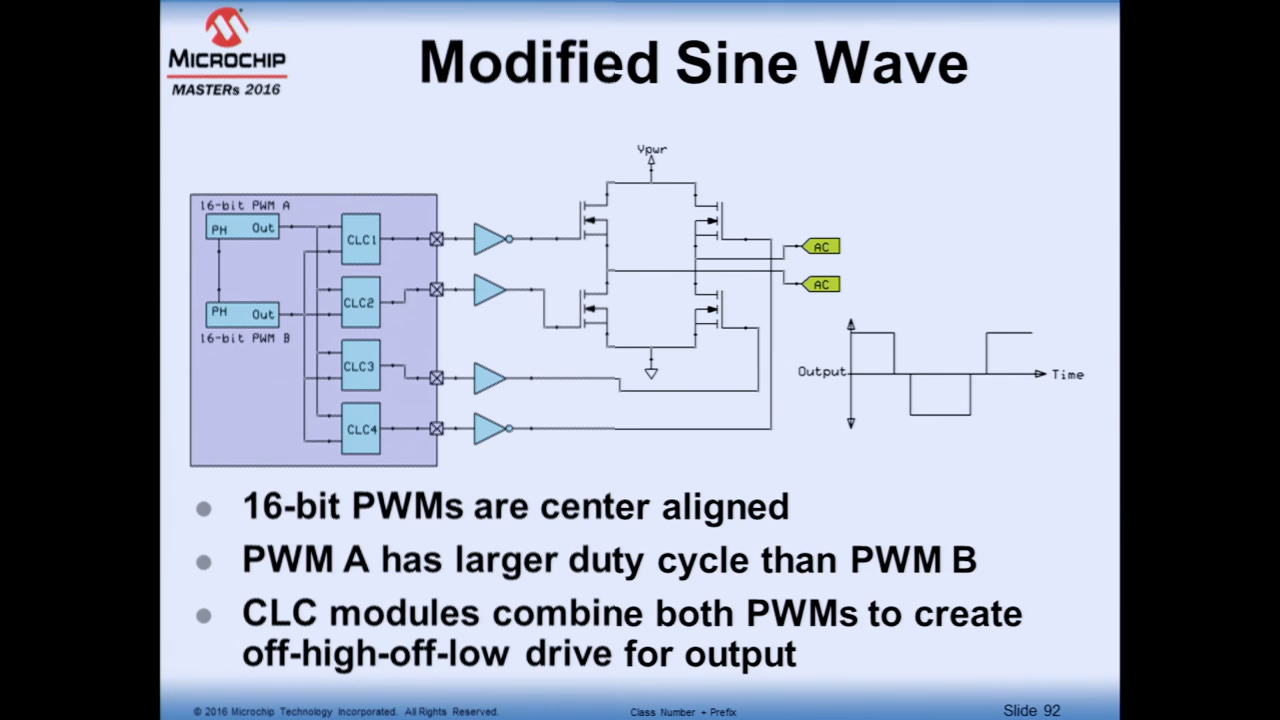 MICROCHIP
MASTERs 2016
Modified Sine Wave
Vpwr
16-bit PWM A
PH Out
CLC1
AC
AC
CLC2
PH Out
16-bit PWM B
CLC3
Output
Time
CLC4
16-bit PWMs are center aligned
PWM A has larger duty cycle than PWM B
CLC modules combine both PWMs to create
off-high-off-low drive for output
© 2016 Microchip Technology Incorporated. All Rights Reserved.
Class Number + Prefix
Slide 92